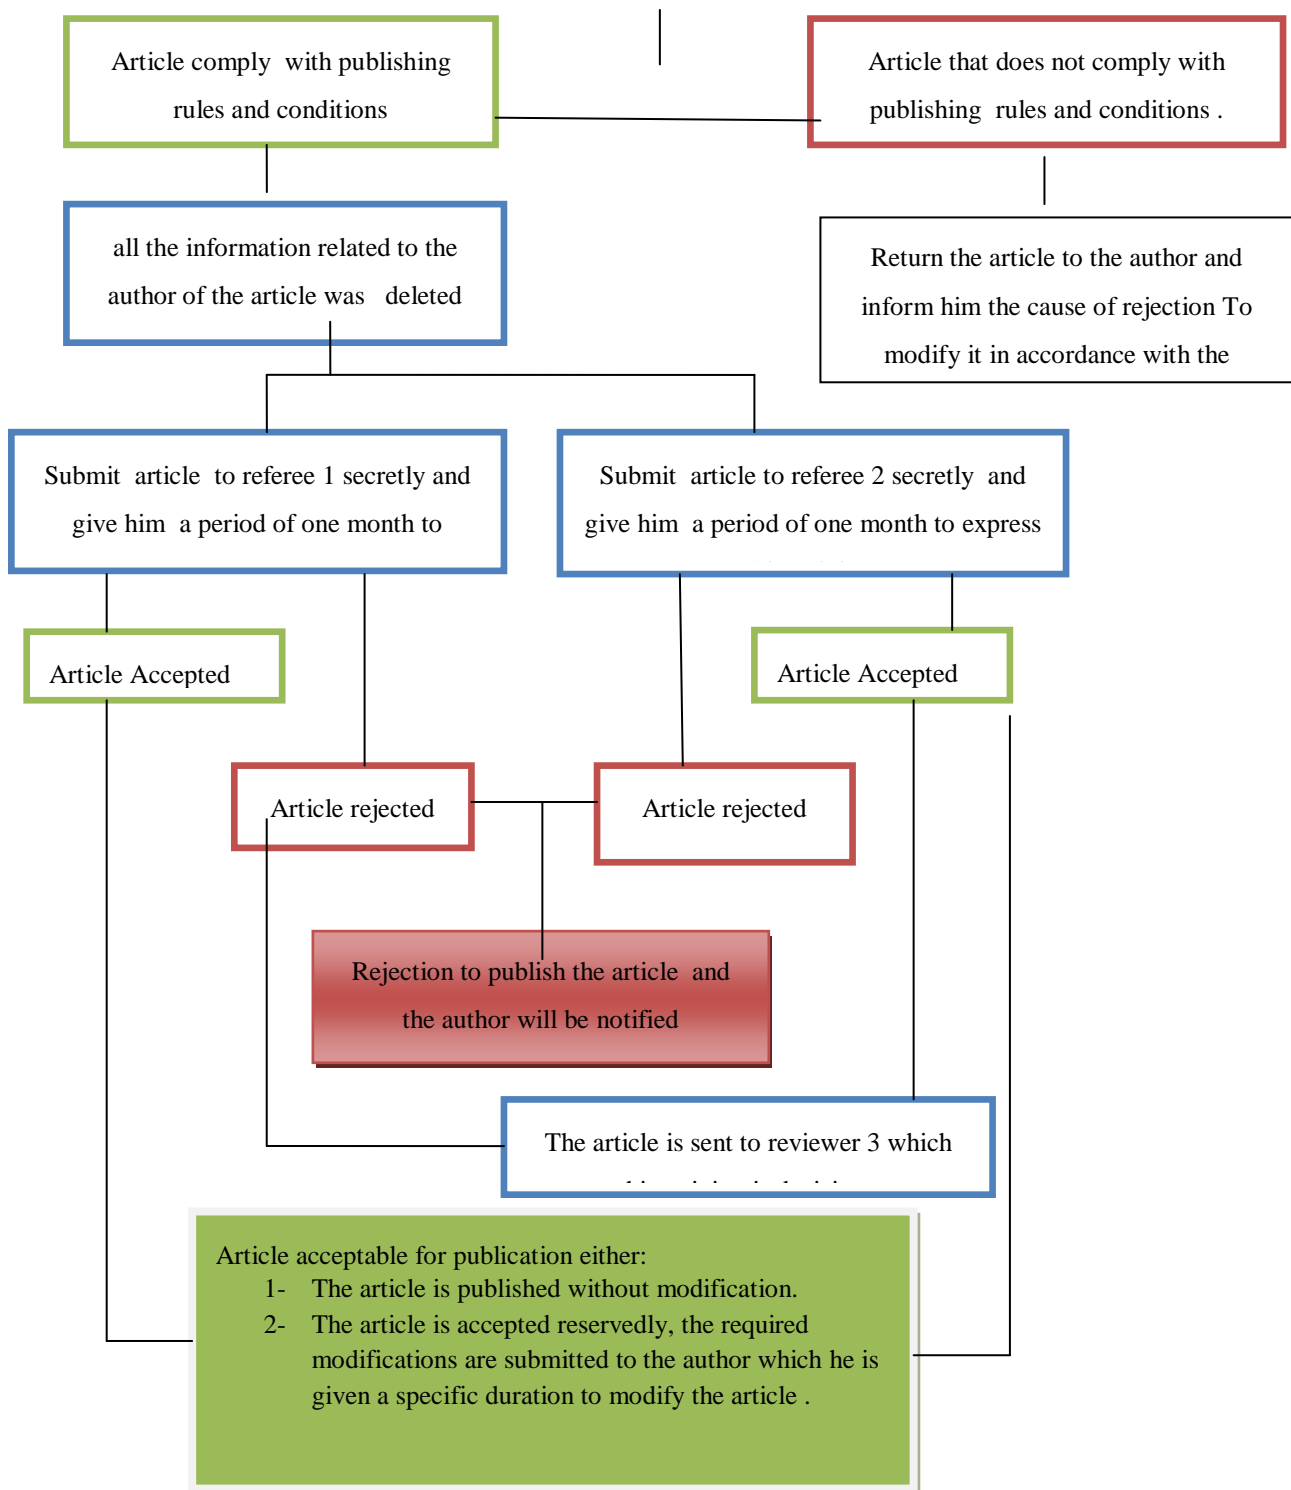 Article comply with publishing
rules and conditions
Article that does not comply with
publishing rules and conditions .
all the information related to the
author of the article was deleted
Return the article to the author and
inform him the cause of rejection To
modify it in accordance with the
Submit article to referee 1 secretly and
give him a period of one month to
Submit article to referee 2 secretly and
give him a period of one month to express
Article Accepted
Article Accepted
Article rejected
Article rejected
Rejection to publish the article and
the author will be notified
The article is sent to reviewer 3 which
Article acceptable for publication either:
1- The article is published without modification.
2- The article is accepted reservedly, the required
modifications are submitted to the author which he is
given a specific duration to modify the article .